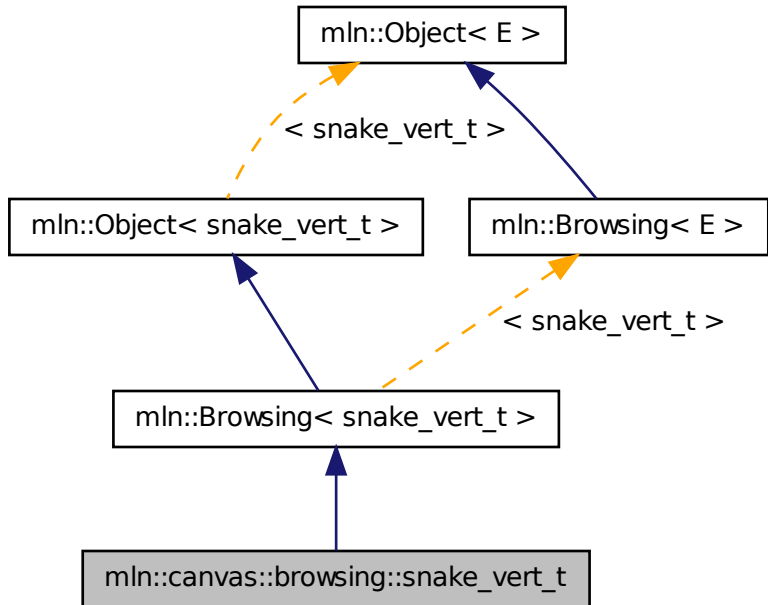 mln::Object< E >
< snake_vert_t >
mln::Object< snake_vert_t >
mln::Browsing< E >
< snake_vert_t >
mln::Browsing< snake_vert_t >
mln::canvas::browsing::snake_vert_t